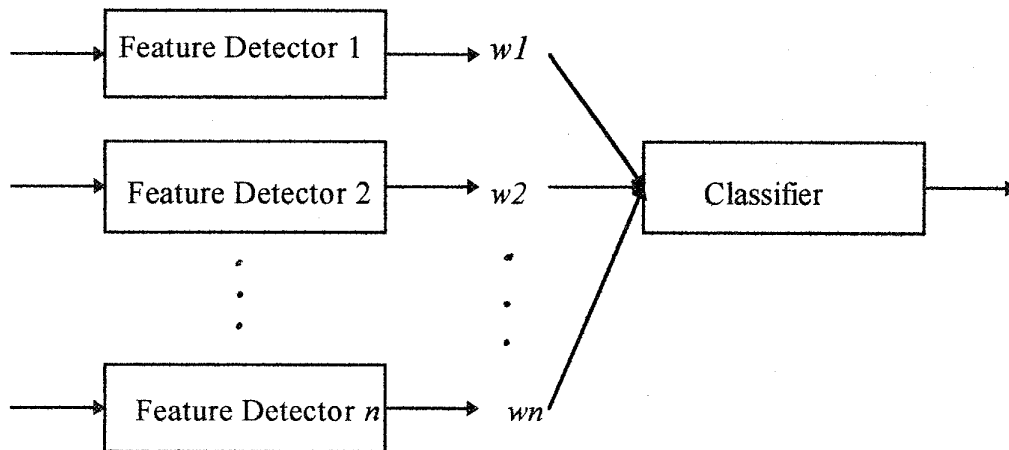 Feature Detector 1
w1
Feature Detector 2
w2
Classifier
Feature Detector n
wn